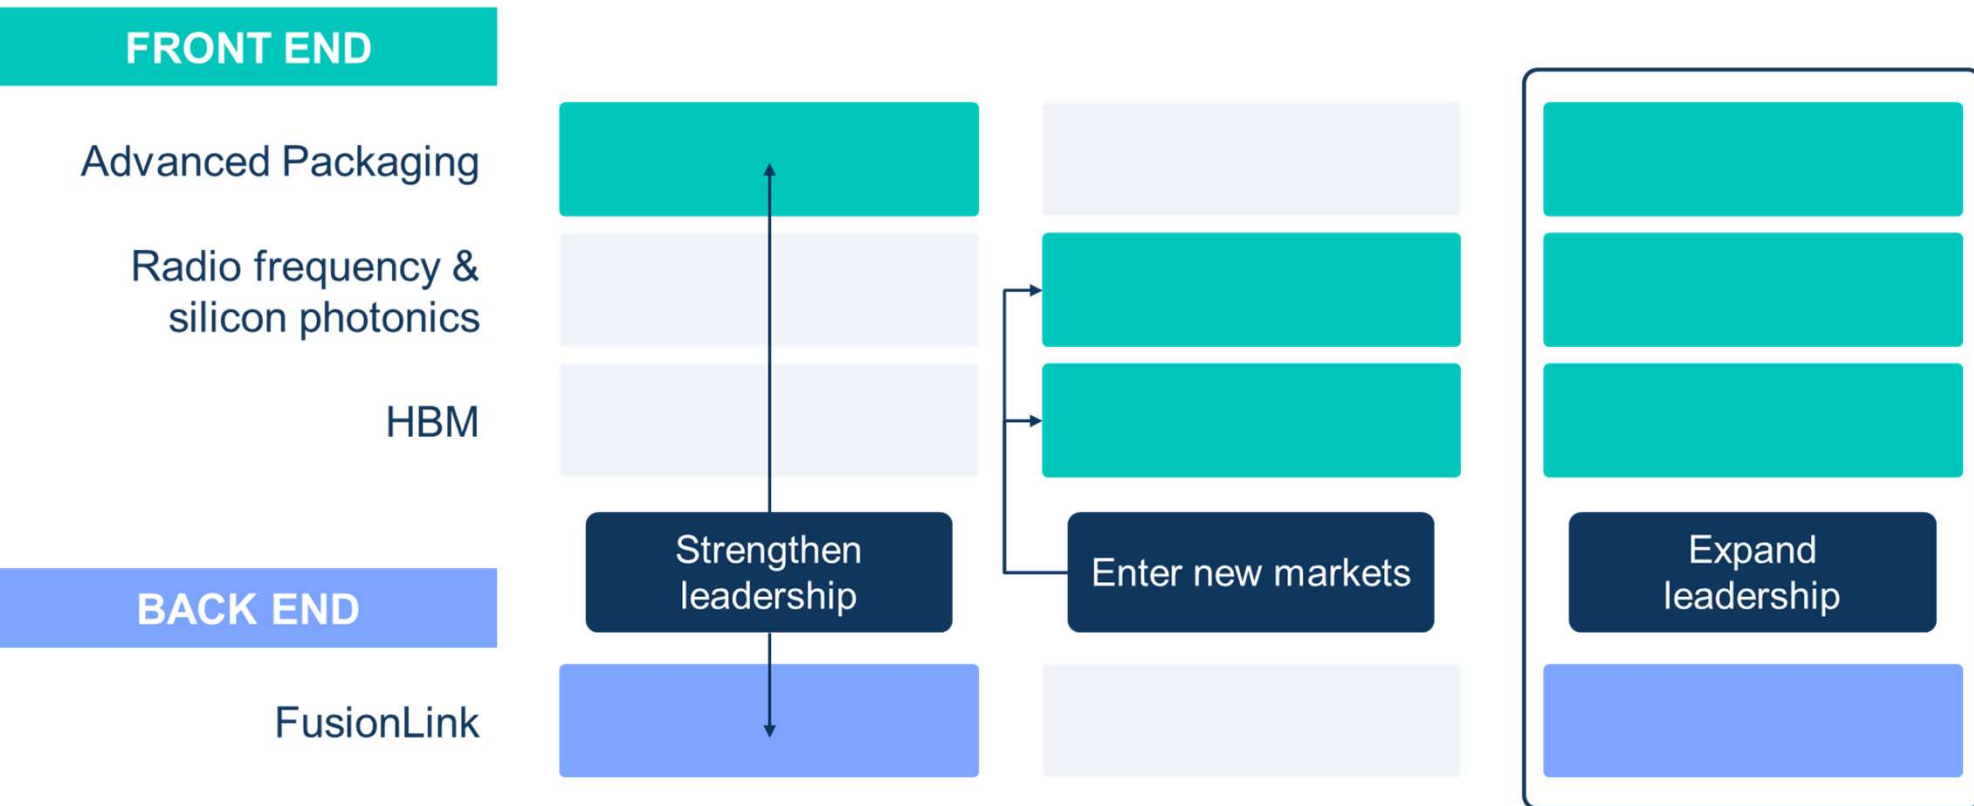 FRONT END
Advanced Packaging
Radio frequency &
silicon photonics
HBM
Strengthen
leadership
Enter new markets
Expand
leadership
BACK END
FusionLink